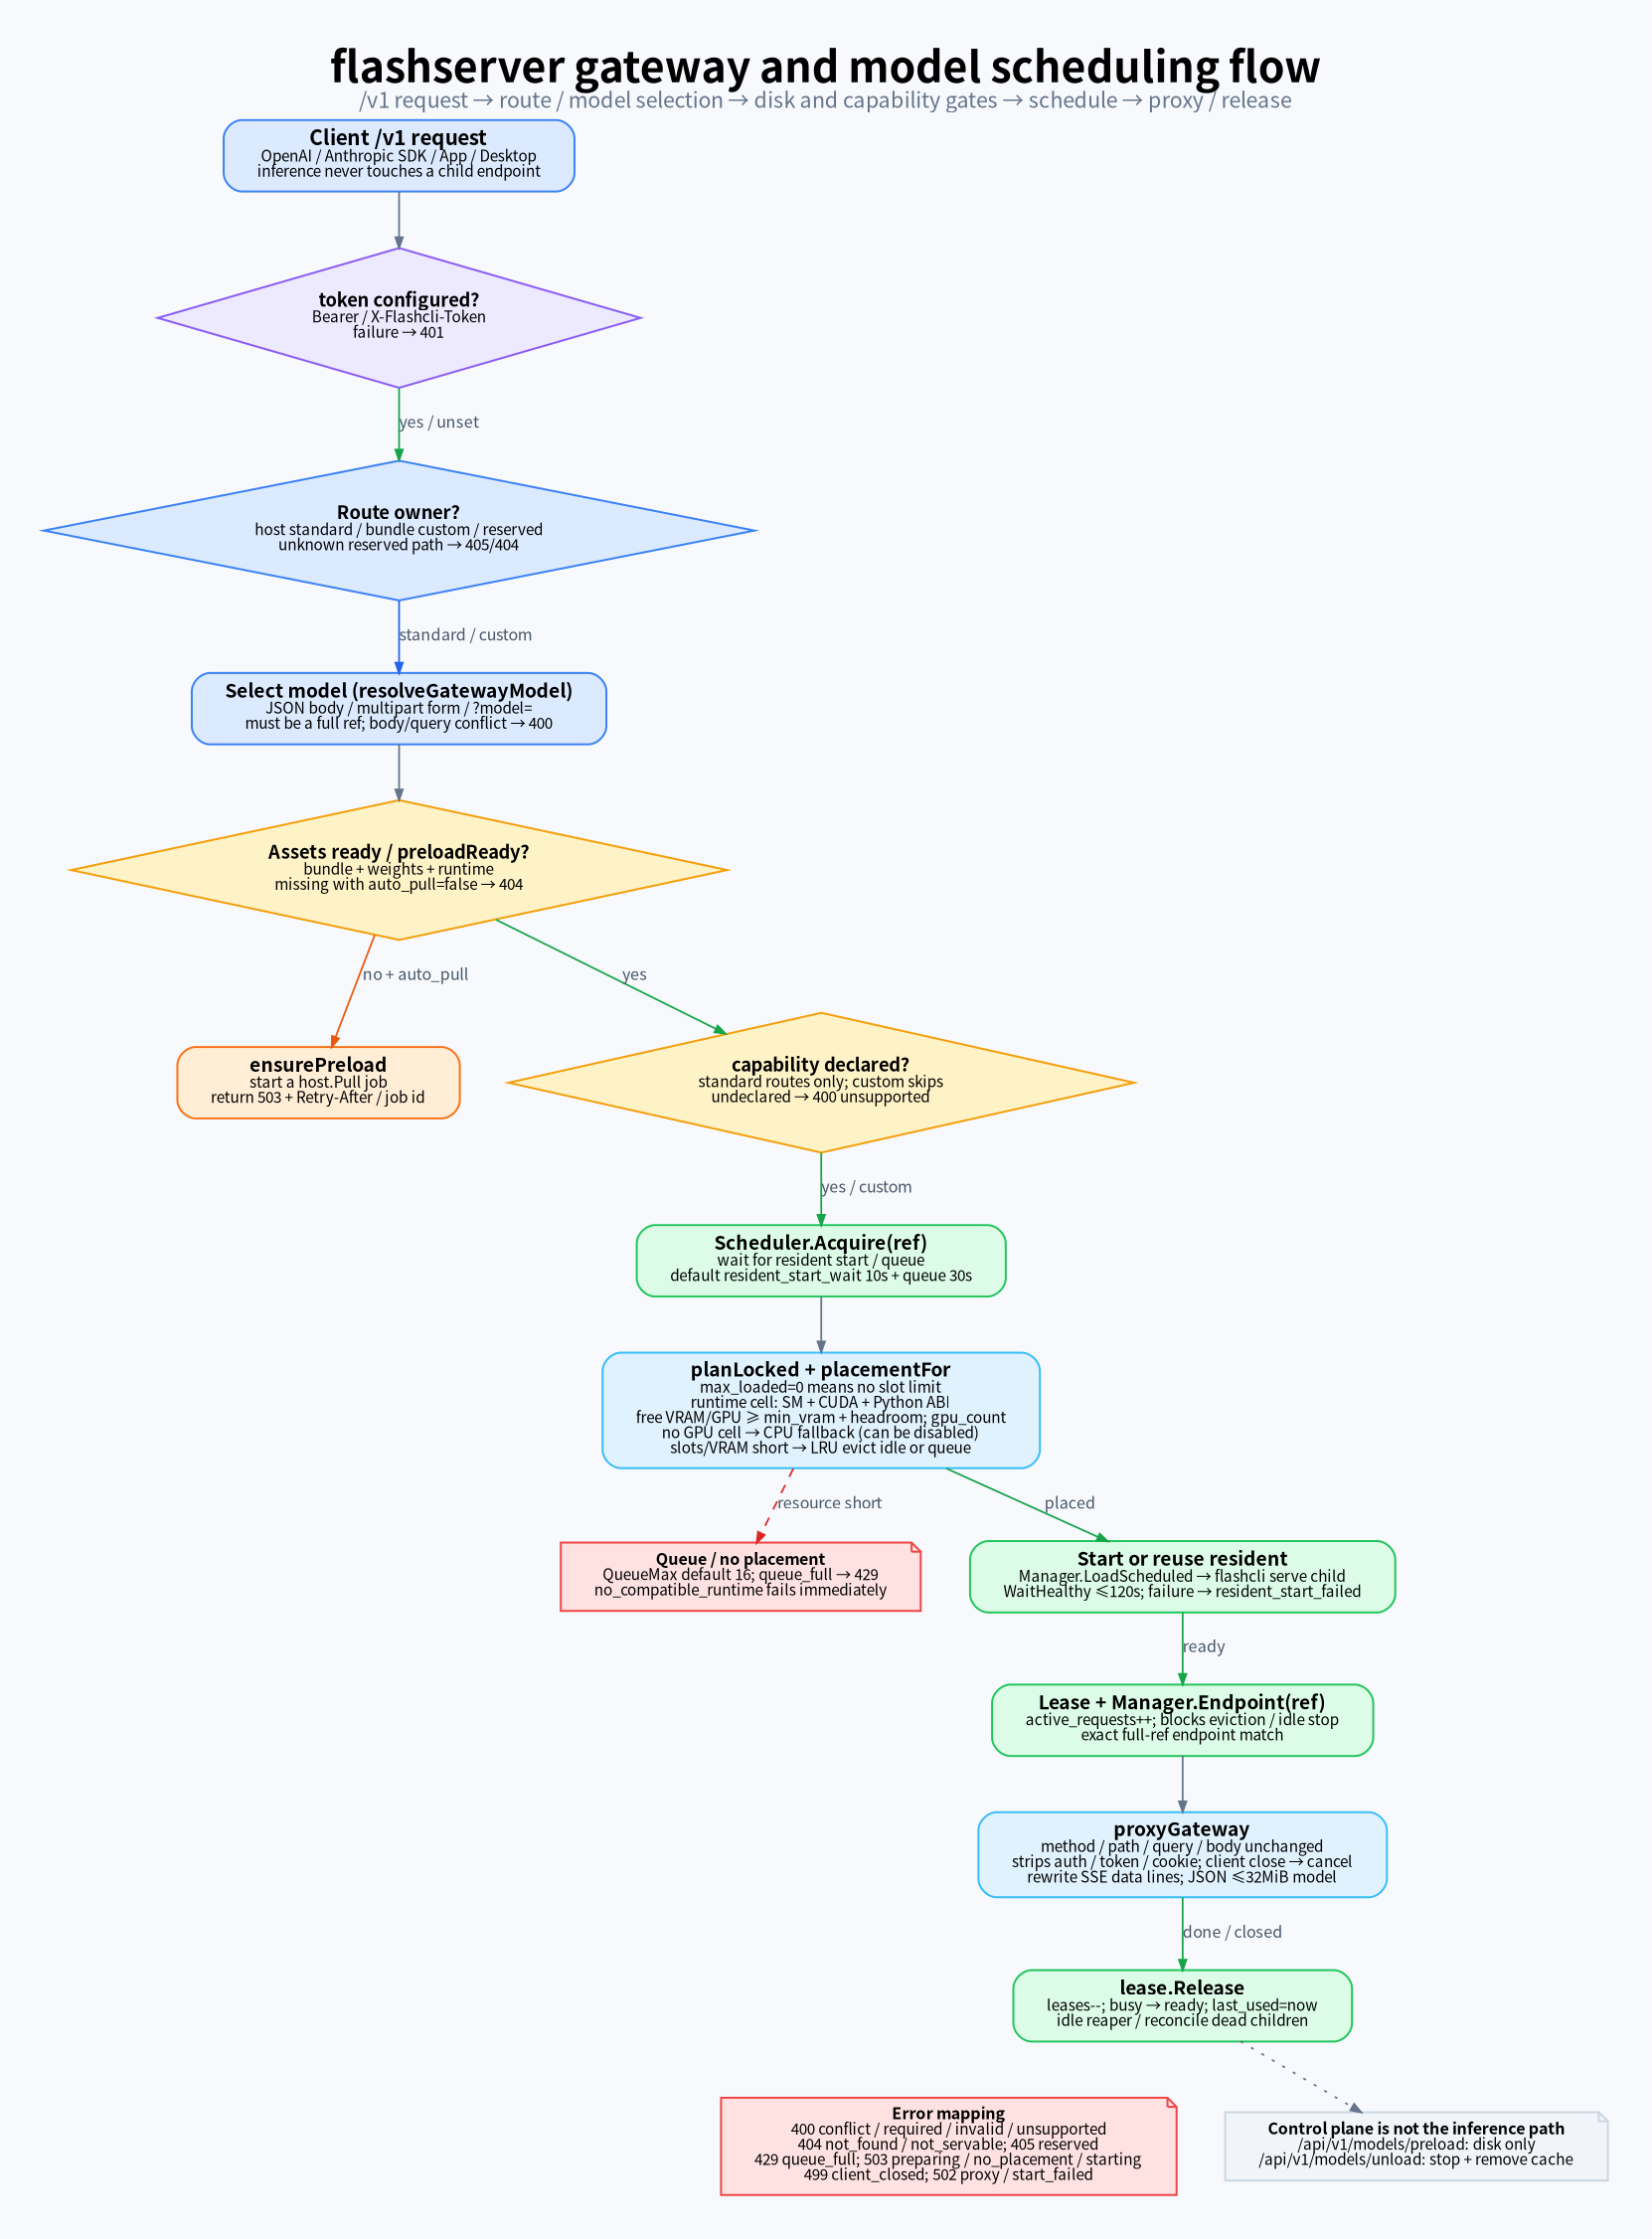 flashserver gateway and model scheduling flow
/v1 request → route / model selection → disk and capability gates → schedule → proxy / release
Client /v1 request
OpenAI / Anthropic SDK / App / Desktop
inference never touches a child endpoint
token configured?
Bearer / X-Flashcli-Token
failure → 401
yes / unset
Route owner?
host standard / bundle custom / reserved
unknown reserved path → 405/404
standard / custom
Select model (resolveGatewayModel)
JSON body / multipart form / ?model=
must be a full ref; body/query conflict → 400
Assets ready / preloadReady?
bundle + weights + runtime
missing with auto_pull=false → 404
no + auto_pull
yes
ensurePreload
start a host.Pull job
return 503 + Retry-After / job id
capability declared?
standard routes only; custom skips
undeclared → 400 unsupported
yes / custom
Scheduler.Acquire(ref)
wait for resident start / queue
default resident_start_wait 10s + queue 30s
planLocked + placementFor
max_loaded=0 means no slot limit
runtime cell: SM + CUDA + Python ABI
free VRAM/GPU ⩾ min_vram + headroom; gpu_count
no GPU cell → CPU fallback (can be disabled)
slots/VRAM short → LRU evict idle or queue
resource short
placed
Queue / no placement
QueueMax default 16; queue_full → 429
no_compatible_runtime fails immediately
Start or reuse resident
Manager.LoadScheduled → flashcli serve child
WaitHealthy ⩽120s; failure → resident_start_failed
ready
Lease + Manager.Endpoint(ref)
active_requests++; blocks eviction / idle stop
exact full-ref endpoint match
proxyGateway
method / path / query / body unchanged
strips auth / token / cookie; client close → cancel
rewrite SSE data lines; JSON ⩽32MiB model
done / closed
lease.Release
leases--; busy → ready; last_used=now
idle reaper / reconcile dead children
Error mapping
400 conflict / required / invalid / unsupported
404 not_found / not_servable; 405 reserved
429 queue_full; 503 preparing / no_placement / starting
499 client_closed; 502 proxy / start_failed
Control plane is not the inference path
/api/v1/models/preload: disk only
/api/v1/models/unload: stop + remove cache